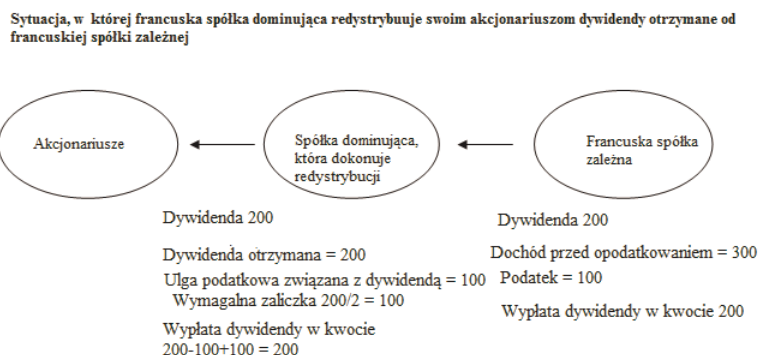 Sytuacja, w której francuska spółka dominująca redystrybuuje swoim akcjonariuszom dywidendy otrzymane od
francuskiej spółki zależnej
Akcjonariusze
Spółka dominująca,
która dokonuje
redystrybucji
Francuska spółka
zależna
Dywidenda 200
Dywidenda otrzymana = 200
Ulga podatkowa związana z dywidendą = 100
Wymagalna zaliczka 200/2 = 100
Wypłata dywidendy w kwocie
200-100+100 = 200
Dywidenda 200
Dochód przed opodatkowaniem = 300
Podatek = 100
Wypłata dywidendy w kwocie 200